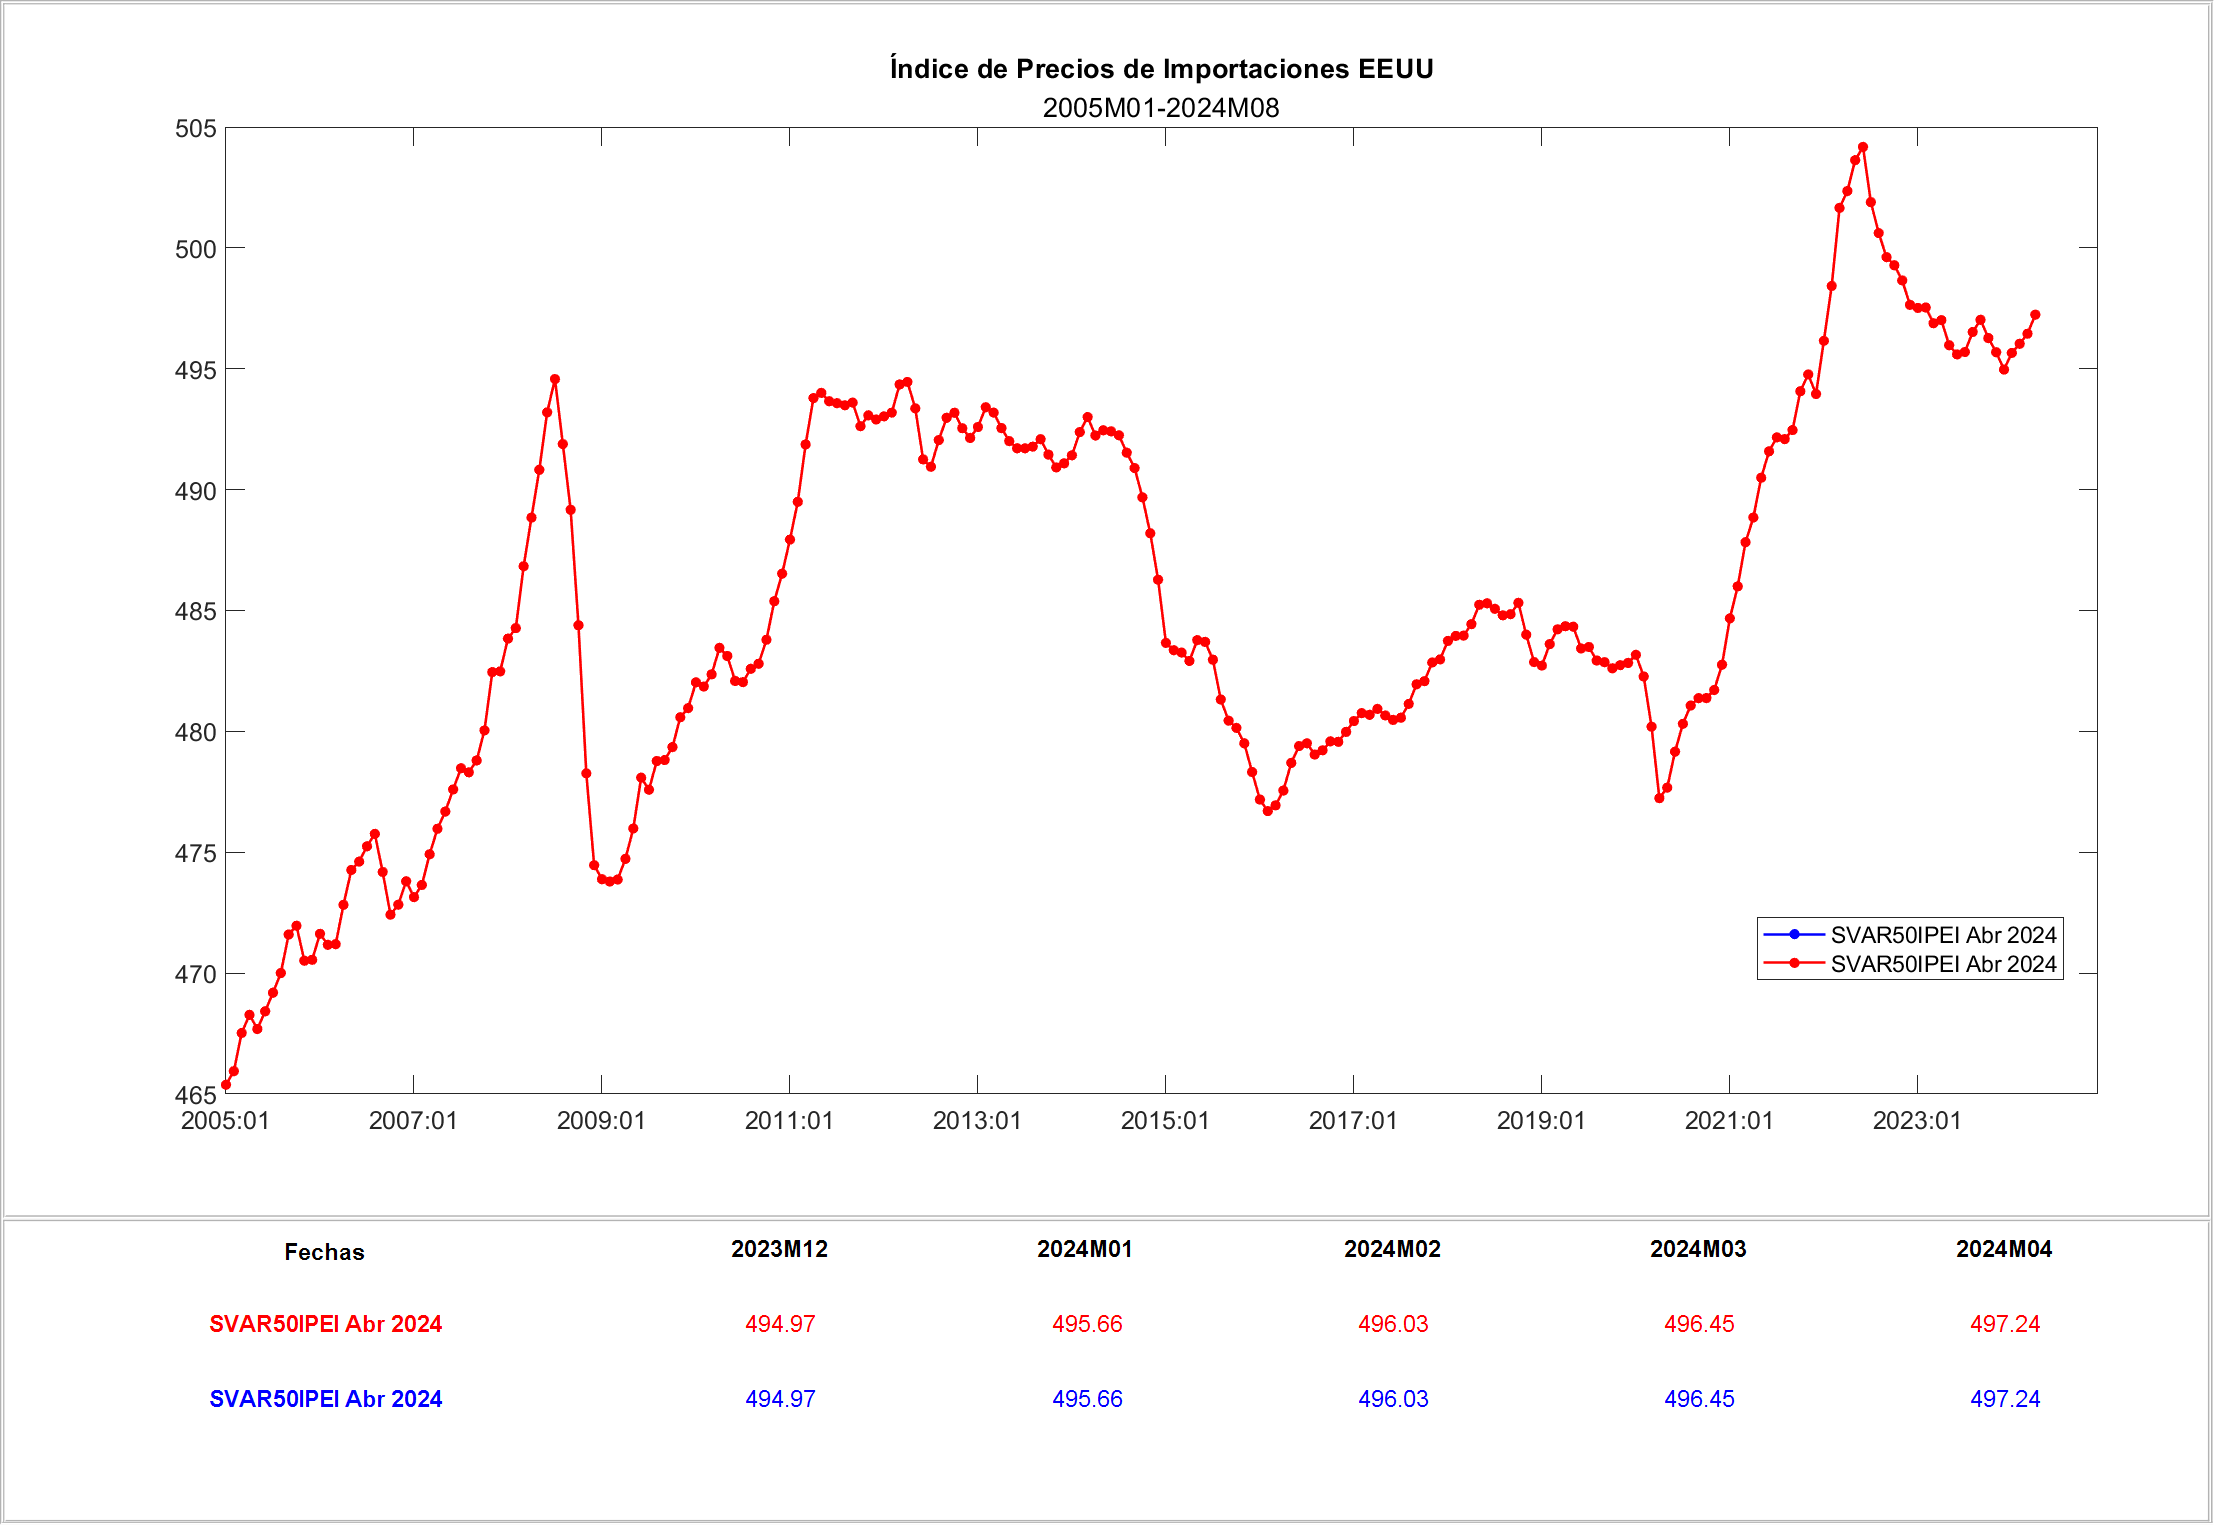 Índice de Precios de Importaciones EEUU
2005M01-2024M08
505
500
495
490
485
480
475
470
465
2005:01 2007:01 2009:01 2011:01 2013:01 2015:01 2017:01 2019:01 2021:01 2023:01
SVAR50IPEI Abr 2024
SVAR50IPEI Abr 2024
Fechas 2023M12 2024M01 2024M02 2024M03 2024M04
SVAR50IPEI Abr 2024 494.97 495.66 496.03 496.45 497.24
SVAR50IPEI Abr 2024 494.97 495.66 496.03 496.45 497.24